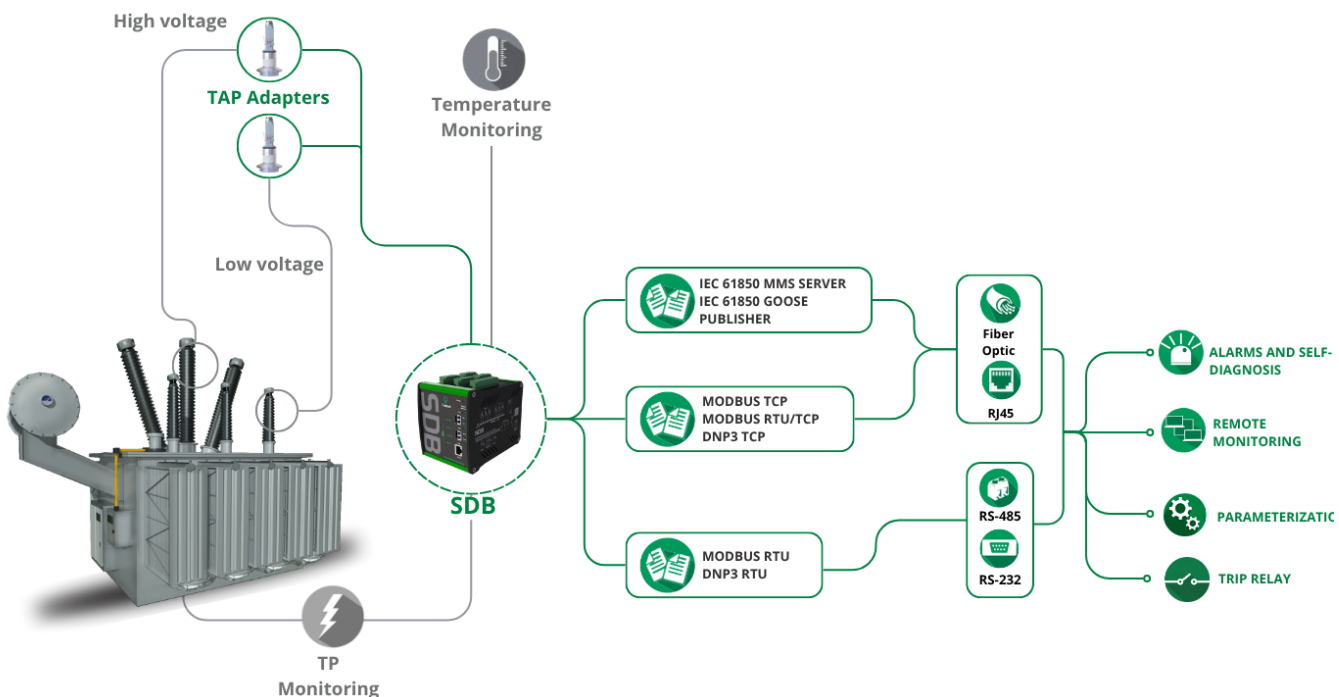 High voltage
TAP Adapters
Temperature
Monitoring
Low voltage
SDB
SDB
IEC 61850 MMS SERVER
IEC 61850 GOOSE
PUBLISHER
MODBUS TCP
MODBUS RTU/TCP
DNP3 TCP
MODBUS RTU
DNP3 RTU
Fiber
Optic
RJ45
RS-485
RS-232
ALARMS AND SELF-
DIAGNOSIS
REMOTE
MONITORING
PARAMETERIZATIO
TRIP RELAY
TP
Monitoring